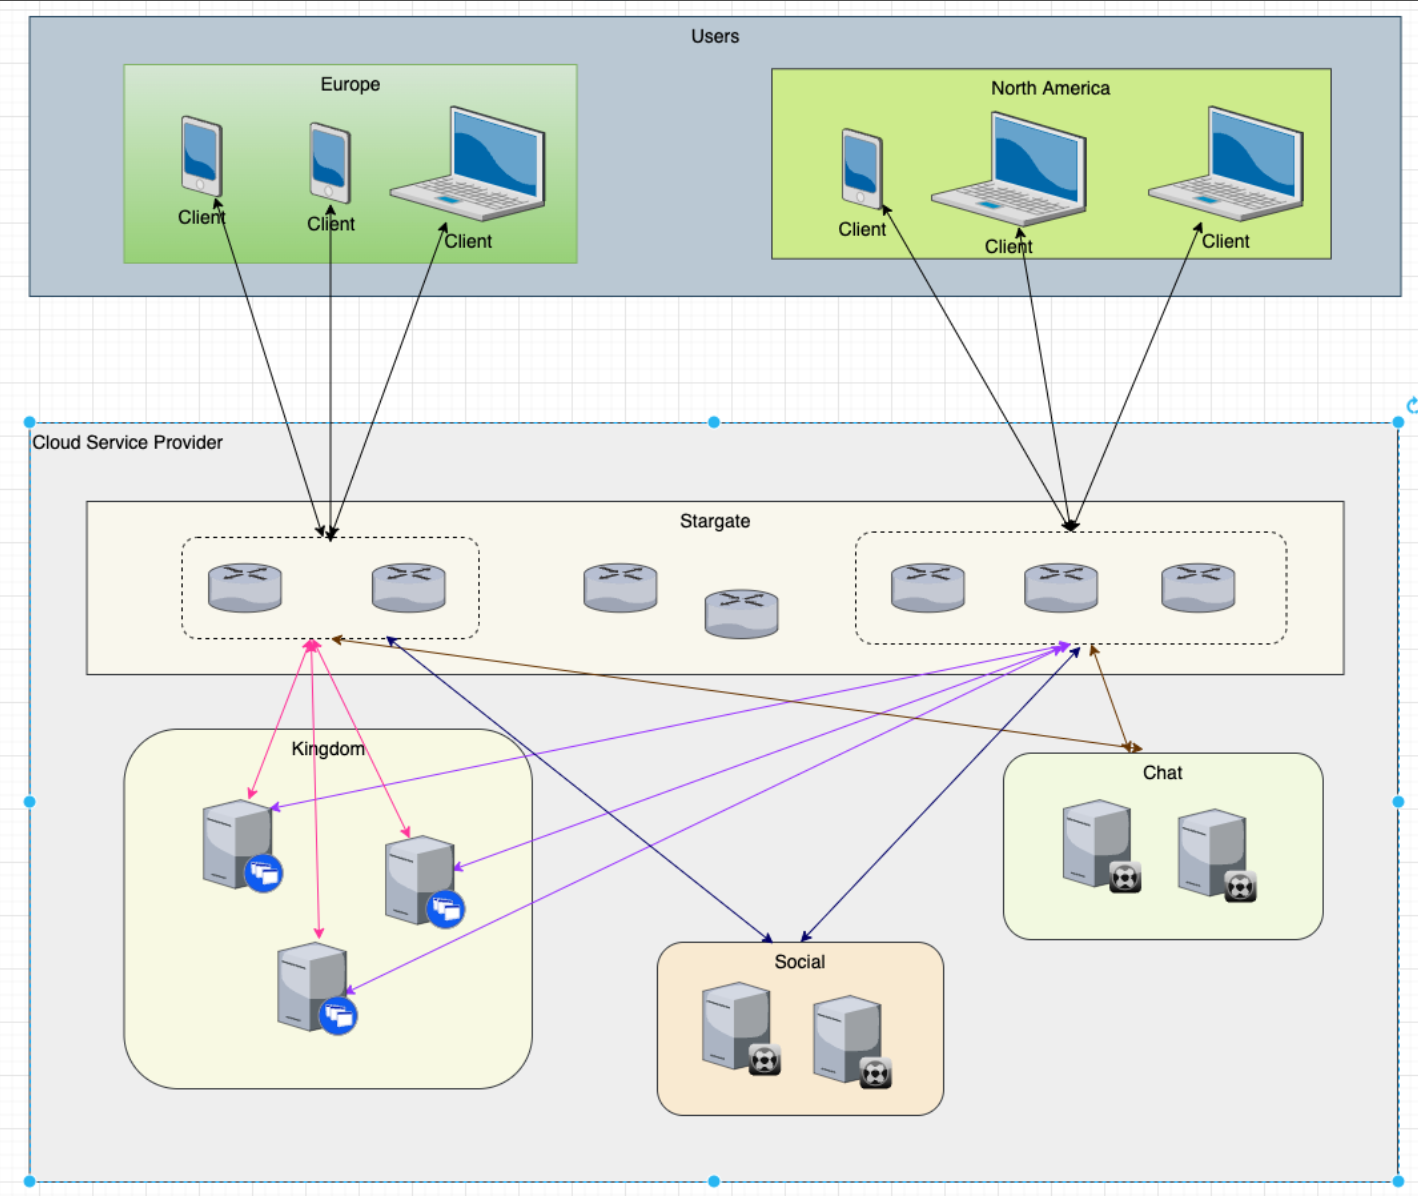 Users
Europe
North America
Client
Client
Client
Client
Client
Client
Cloud Service Provider
Stargate
Kingdom
Chat
Social